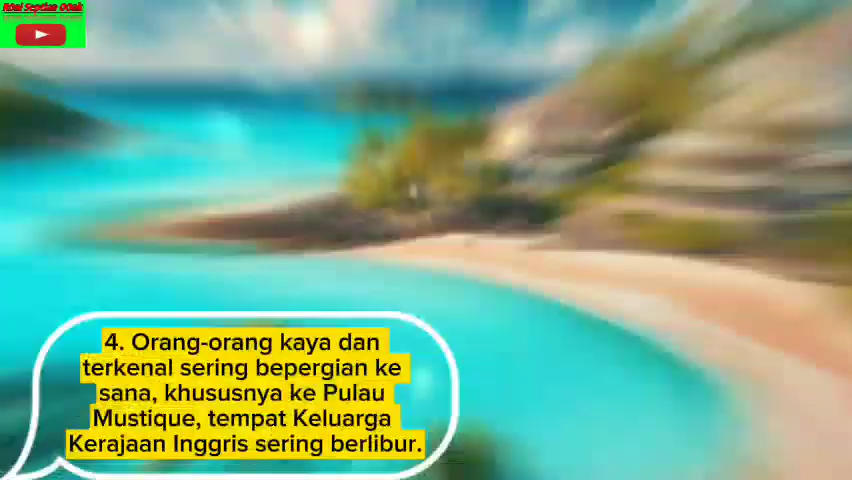 4. Orang-orang kaya dan
terkenal sering bepergian ke
sana, khususnya ke Pulau
Mustique, tempat Keluarga
Kerajaan Inggris sering berlibur.